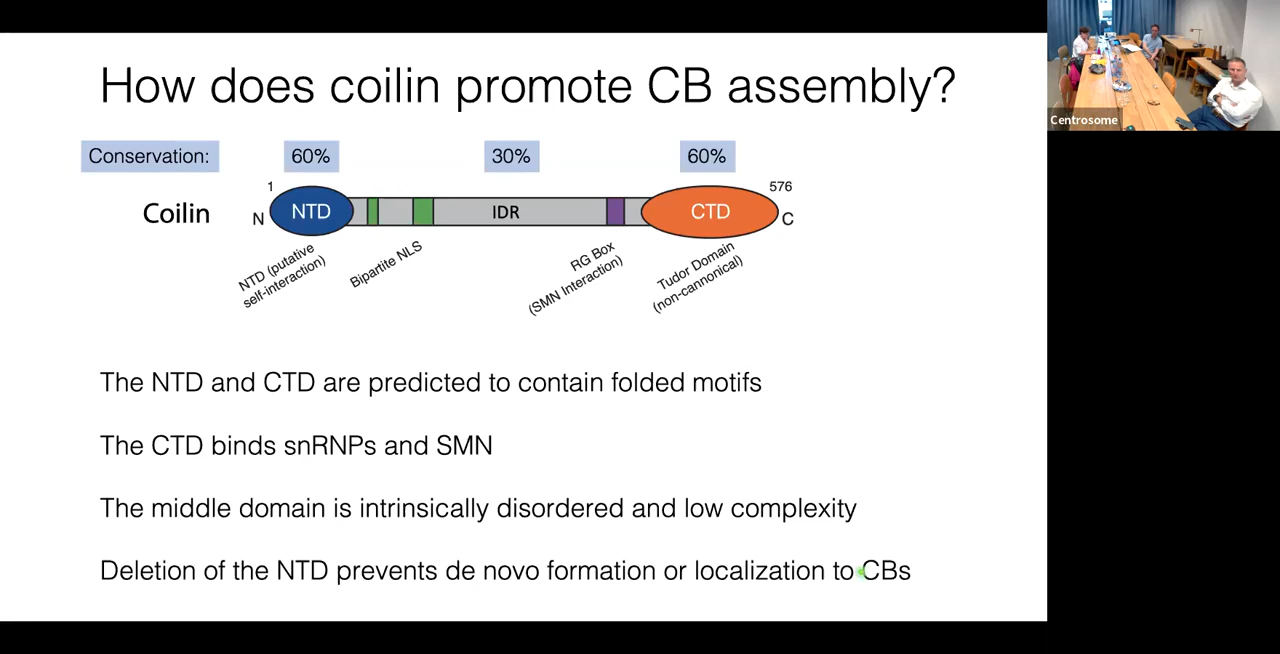 How does coilin promote CB assembly?
Centrosome
Conservation: 60% 30% 60%
1 576
Coilin N NTD IDR CTD C
NTD (putative
self-interaction)
Bipartite NLS
RG Box
(SMN Interaction)
Tudor Domain
(non-cannonical)
The NTD and CTD are predicted to contain folded motifs
The CTD binds snRNPs and SMN
The middle domain is intrinsically disordered and low complexity
Deletion of the NTD prevents de novo formation or localization to CBs